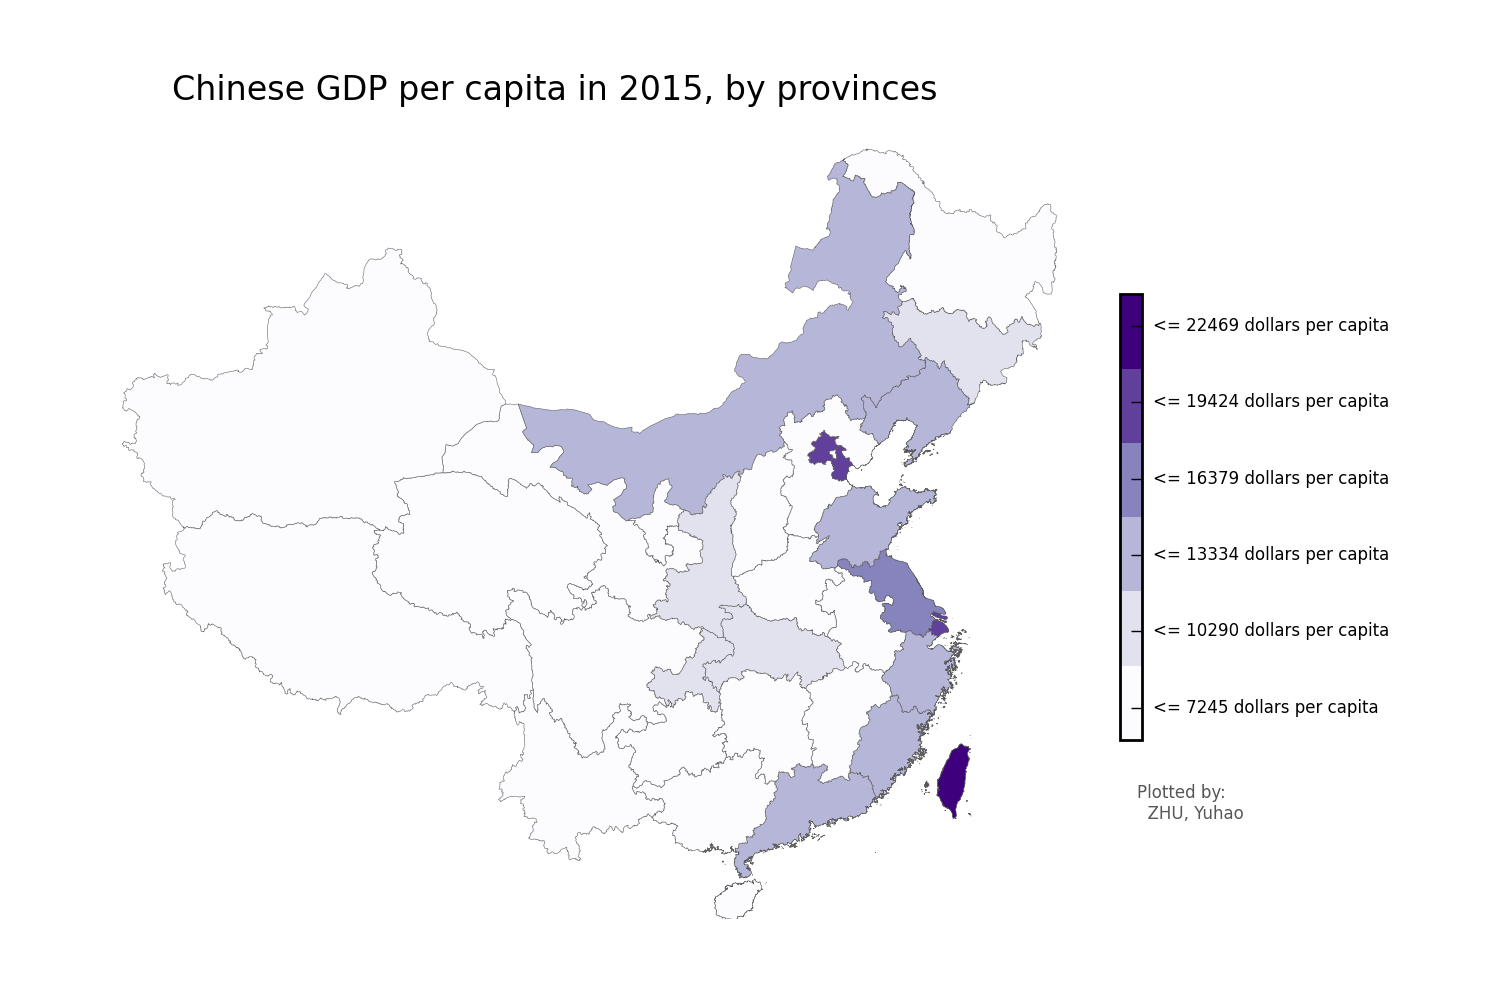 Chinese GDP per capita in 2015, by provinces
<= 22469 dollars per capita
<= 19424 dollars per capita
<= 16379 dollars per capita
<= 13334 dollars per capita
<= 10290 dollars per capita
<= 7245 dollars per capita
Plotted by:
ZHU, Yuhao